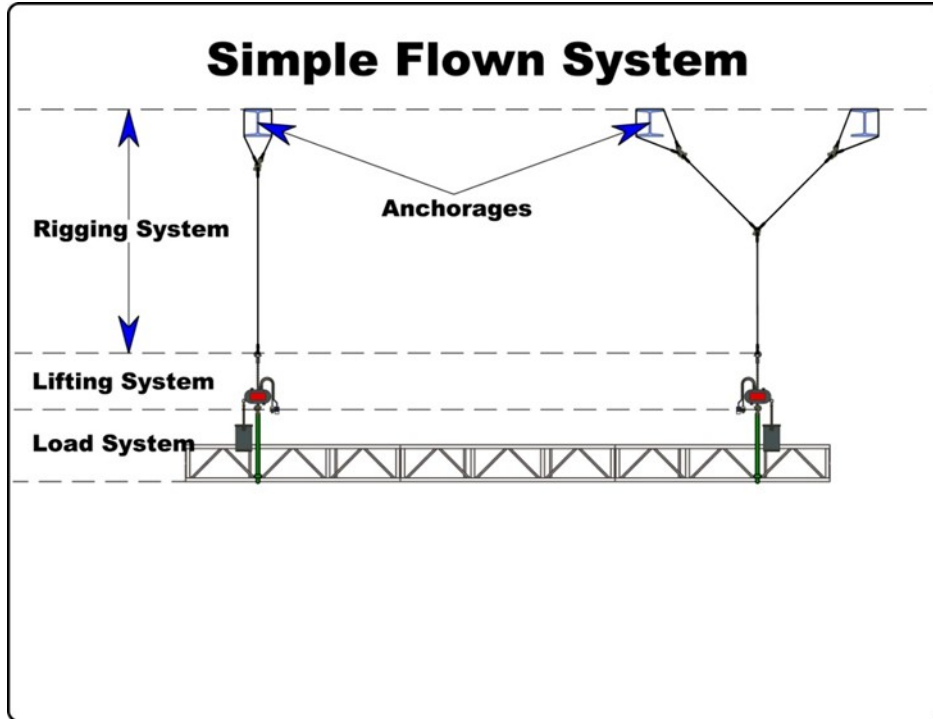 Simple Flown System
Anchorages
Rigging System
Lifting System
Load System